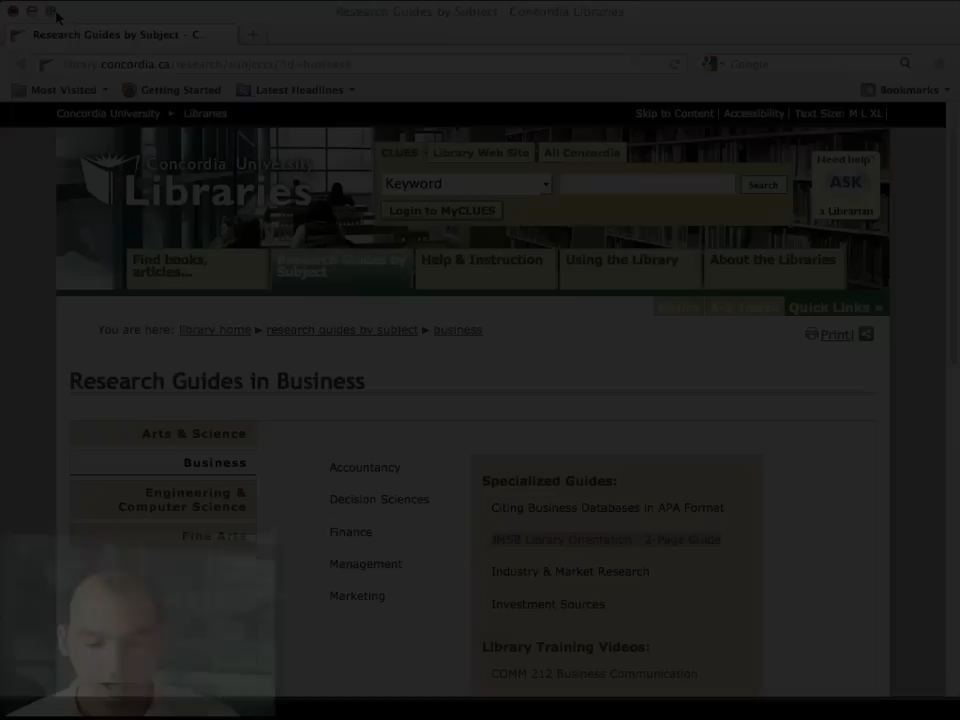 Research Guides by Subject - Concordia Libraries
Research Guides by Subject - C...
library.concordia.ca/research/subjects/?id=business
Google
Most Visited
Getting Started
Latest Headlines
Bookmarks
Concordia University ► Libraries
Skip to Content | Accessibility | Text Size: M L XL |
CLUES
Library Web Site
All Concordia
Need help?
ASK
a Librarian
Concordia University
Libraries
Keyword
Search
Login to MyCLUES
Find books, articles...
Research Guides by Subject
Help & Instruction
Using the Library
About the Libraries
Quick Links »
You are here: library home ► research guides by subject ► business
Print|
Research Guides in Business
Arts & Science
Business
Engineering & Computer Science
Fine Arts
Accountancy
Decision Sciences
Finance
Management
Marketing
Specialized Guides:
Citing Business Databases in APA Format
JMSB Library Orientation - 2-Page Guide
Industry & Market Research
Investment Sources
Library Training Videos:
COMM 212 Business Communication